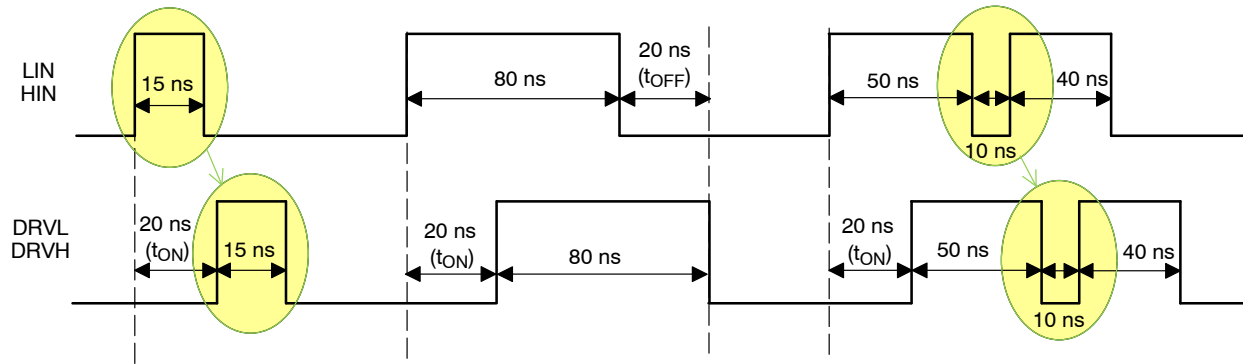 LIN
HIN
15 ns
80 ns
20 ns
(tOFF)
50 ns
10 ns
40 ns
DRVL
DRVH
20 ns
(tON)
15 ns
20 ns
(tON)
80 ns
20 ns
(tON)
50 ns
10 ns
40 ns